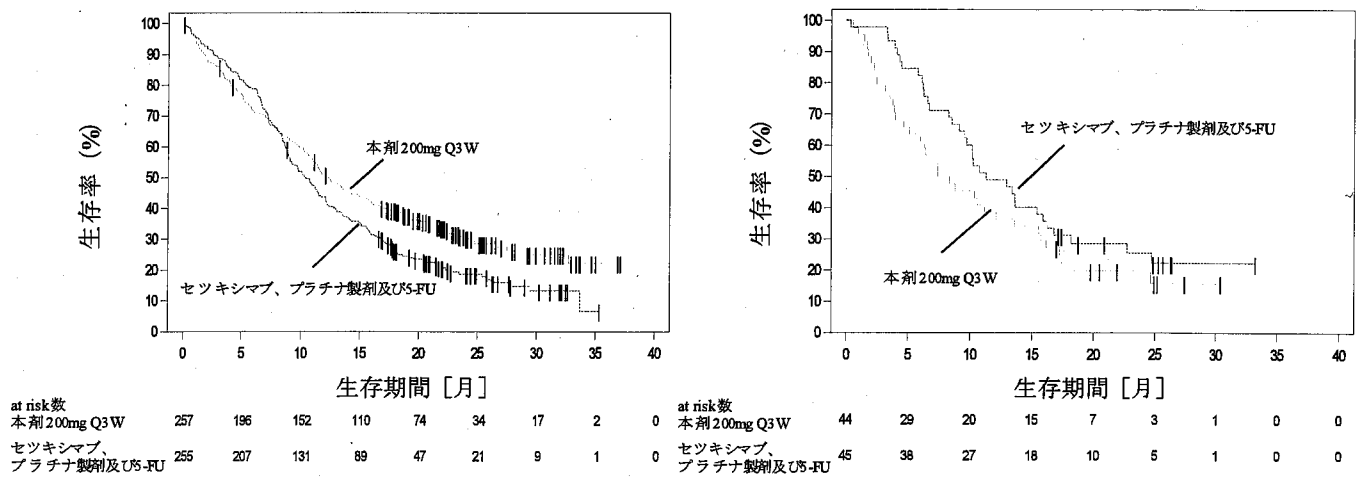 100
90
80
70
60
50
40
30
20
10
0
生存率 (%)
本剤200mg Q3W
セツキシマブ、プラチナ製剤及び5-FU
0 5 10 15 20 25 30 35 40
生存期間 [月]
at risk数
本剤200mg Q3W 257 196 152 110 74 34 17 2 0
セツキシマブ、
プラチナ製剤及び5-FU 255 207 131 89 47 21 9 1 0
100
90
80
70
60
50
40
30
20
10
0
生存率 (%)
セツキシマブ、プラチナ製剤及び5-FU
本剤200mg Q3W
0 5 10 15 20 25 30 35 40
生存期間 [月]
at risk数
本剤200mg Q3W 44 29 20 15 7 3 1 0 0
セツキシマブ、
プラチナ製剤及び5-FU 45 38 27 18 10 5 1 0 0